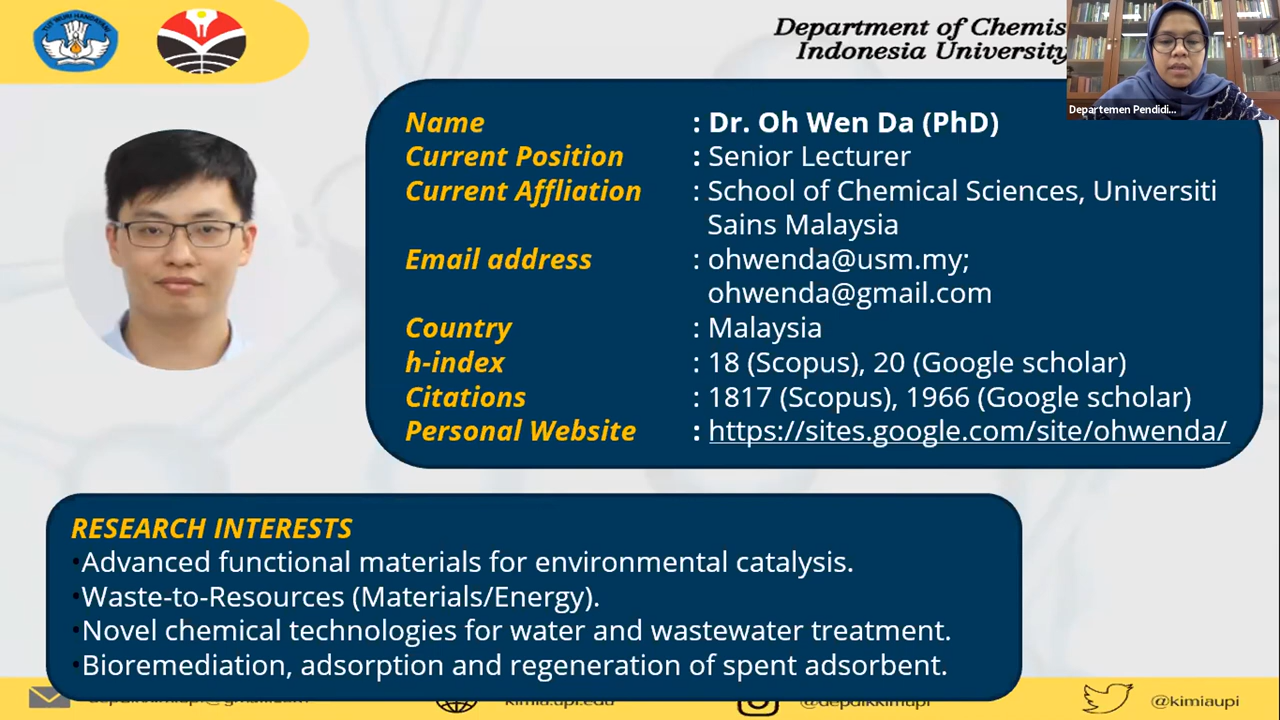 Department of Chemis
Indonesia University
Departemen Pendidi...
Name : Dr. Oh Wen Da (PhD)
Current Position : Senior Lecturer
Current Affliation : School of Chemical Sciences, Universiti
Sains Malaysia
Email address : ohwenda@usm.my;
ohwenda@gmail.com
Country : Malaysia
h-index : 18 (Scopus), 20 (Google scholar)
Citations : 1817 (Scopus), 1966 (Google scholar)
Personal Website : https://sites.google.com/site/ohwenda/
RESEARCH INTERESTS
•Advanced functional materials for environmental catalysis.
•Waste-to-Resources (Materials/Energy).
•Novel chemical technologies for water and wastewater treatment.
•Bioremediation, adsorption and regeneration of spent adsorbent.
kimia.upi.edu
@depdikkimiupi
@kimiaupi